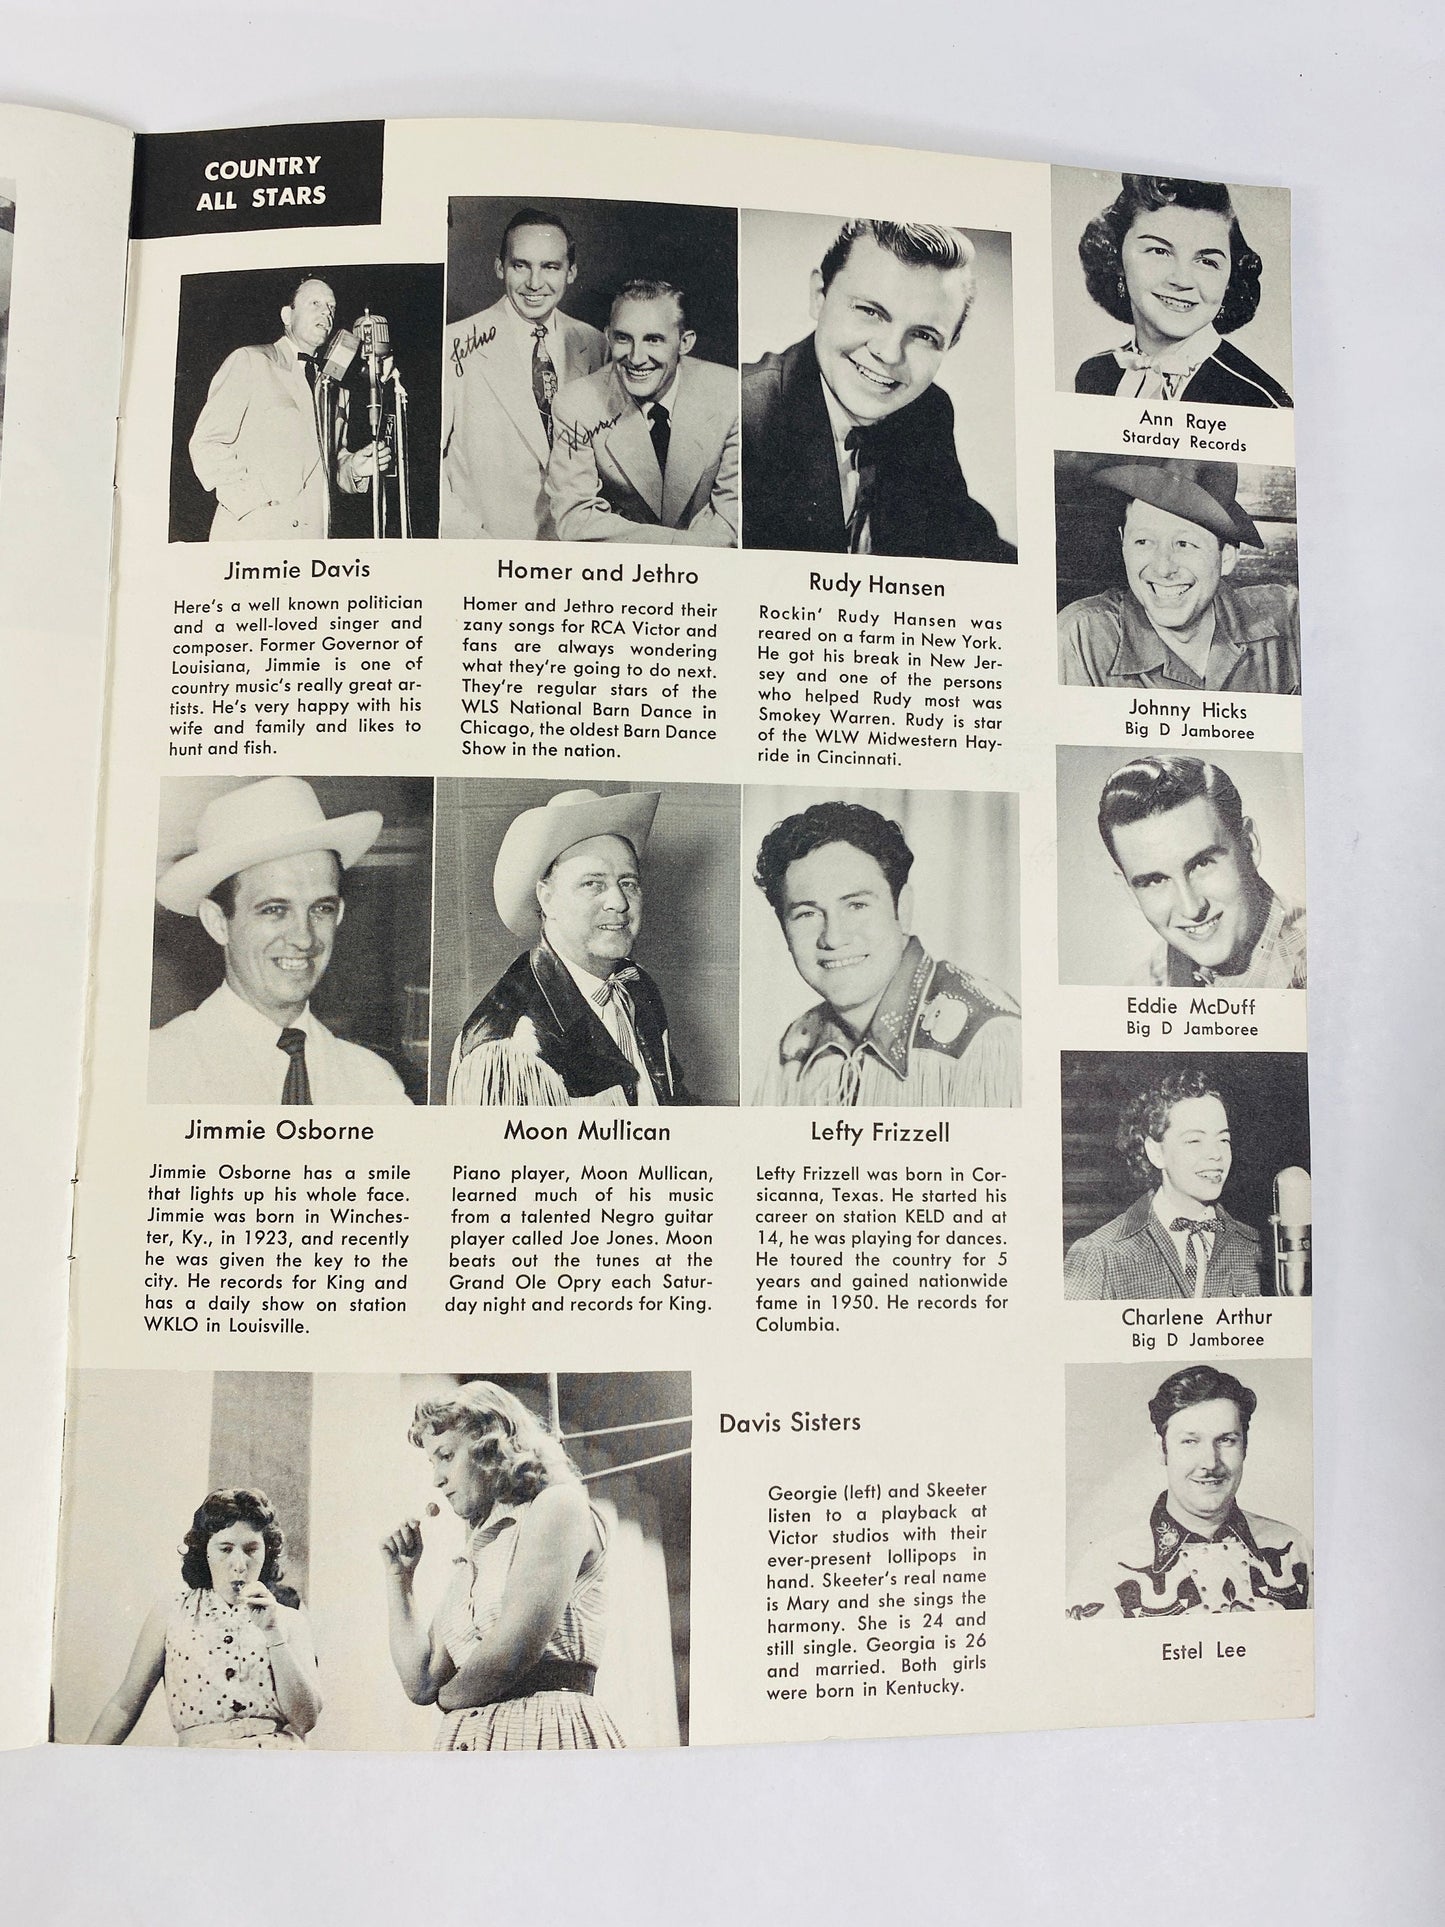 COUNTRY
ALL STARS
WSM
Jethro
Homer
Jimmie Davis
Here's a well known politician
and a well-loved singer and
composer. Former Governor of
Louisiana, Jimmie is one of
country music's really great ar-
tists. He's very happy with his
wife and family and likes to
hunt and fish.
Homer and Jethro
Homer and Jethro record their
zany songs for RCA Victor and
fans are always wondering
what they're going to do next.
They're regular stars of the
WLS National Barn Dance in
Chicago, the oldest Barn Dance
Show in the nation.
Rudy Hansen
Rockin' Rudy Hansen was
reared on a farm in New York.
He got his break in New Jer-
sey and one of the persons
who helped Rudy most was
Smokey Warren. Rudy is star
of the WLW Midwestern Hay-
ride in Cincinnati.
Jimmie Osborne
Jimmie Osborne has a smile
that lights up his whole face.
Jimmie was born in Winches-
ter, Ky., in 1923, and recently
he was given the key to the
city. He records for King and
has a daily show on station
WKLO in Louisville.
Moon Mullican
Piano player, Moon Mullican,
learned much of his music
from a talented Negro guitar
player called Joe Jones. Moon
beats out the tunes at the
Grand Ole Opry each Satur-
day night and records for King.
Lefty Frizzell
Lefty Frizzell was born in Cor-
sicanna, Texas. He started his
career on station KELD and at
14, he was playing for dances.
He toured the country for 5
years and gained nationwide
fame in 1950. He records for
Columbia.
Davis Sisters
Georgie (left) and Skeeter
listen to a playback at
Victor studios with their
ever-present lollipops in
hand. Skeeter's real name
is Mary and she sings the
harmony. She is 24 and
still single. Georgia is 26
and married. Both girls
were born in Kentucky.
Ann Raye
Starday Records
Johnny Hicks
Big D Jamboree
Eddie McDuff
Big D Jamboree
Charlene Arthur
Big D Jamboree
Estel Lee